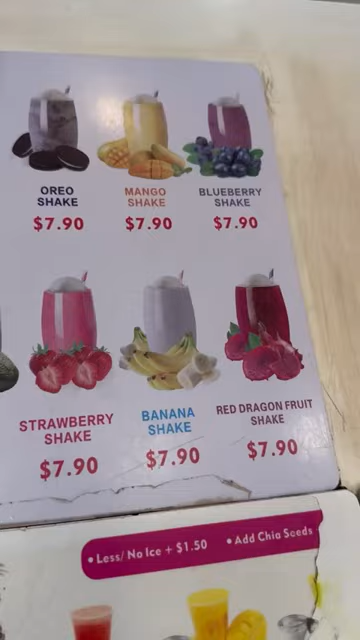 OREO
SHAKE
$7.90
MANGO
SHAKE
$7.90
BLUEBERRY
SHAKE
$7.90
STRAWBERRY
SHAKE
$7.90
BANANA
SHAKE
$7.90
RED DRAGON FRUIT
SHAKE
$7.90
• Less/ No Ice + $1.50
• Add Chia Seeds